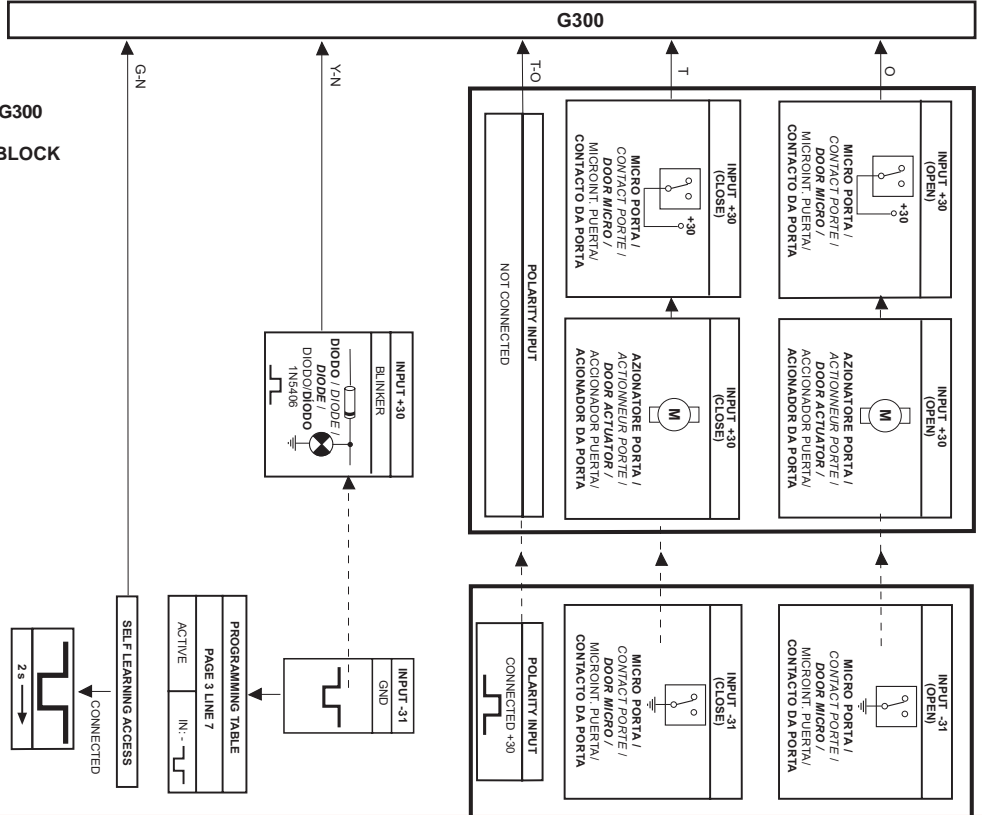 G300
G-N
Y-N
T-O
T
O
G300
BLOCK
INPUT +30
(OPEN)
+30
MICRO PORTA /
CONTACT PORTE /
DOOR MICRO /
MICROINT. PUERTA/
CONTACTO DA PORTA
INPUT +30
(OPEN)
M
AZIONATORE PORTA /
ACTIONNEUR PORTE /
DOOR ACTUATOR /
ACCIONADOR PUERTA/
ACIONADOR DA PORTA
INPUT -31
(OPEN)
MICRO PORTA /
CONTACT PORTE /
DOOR MICRO /
MICROINT. PUERTA/
CONTACTO DA PORTA
INPUT +30
(CLOSE)
+30
MICRO PORTA /
CONTACT PORTE /
DOOR MICRO /
MICROINT. PUERTA/
CONTACTO DA PORTA
INPUT +30
(CLOSE)
M
AZIONATORE PORTA /
ACTIONNEUR PORTE /
DOOR ACTUATOR /
ACCIONADOR PUERTA/
ACIONADOR DA PORTA
INPUT -31
(CLOSE)
MICRO PORTA /
CONTACT PORTE /
DOOR MICRO /
MICROINT. PUERTA/
CONTACTO DA PORTA
POLARITY INPUT
NOT CONNECTED
POLARITY INPUT
CONNECTED +30
INPUT +30
BLINKER
DIODO / DIODE /
DIODE /
DIODO/DÍODO
1N5406
INPUT -31
GND
PROGRAMMING TABLE
PAGE 3 LINE 7
ACTIVE
IN: -
SELF LEARNING ACCESS
CONNECTED
2 s